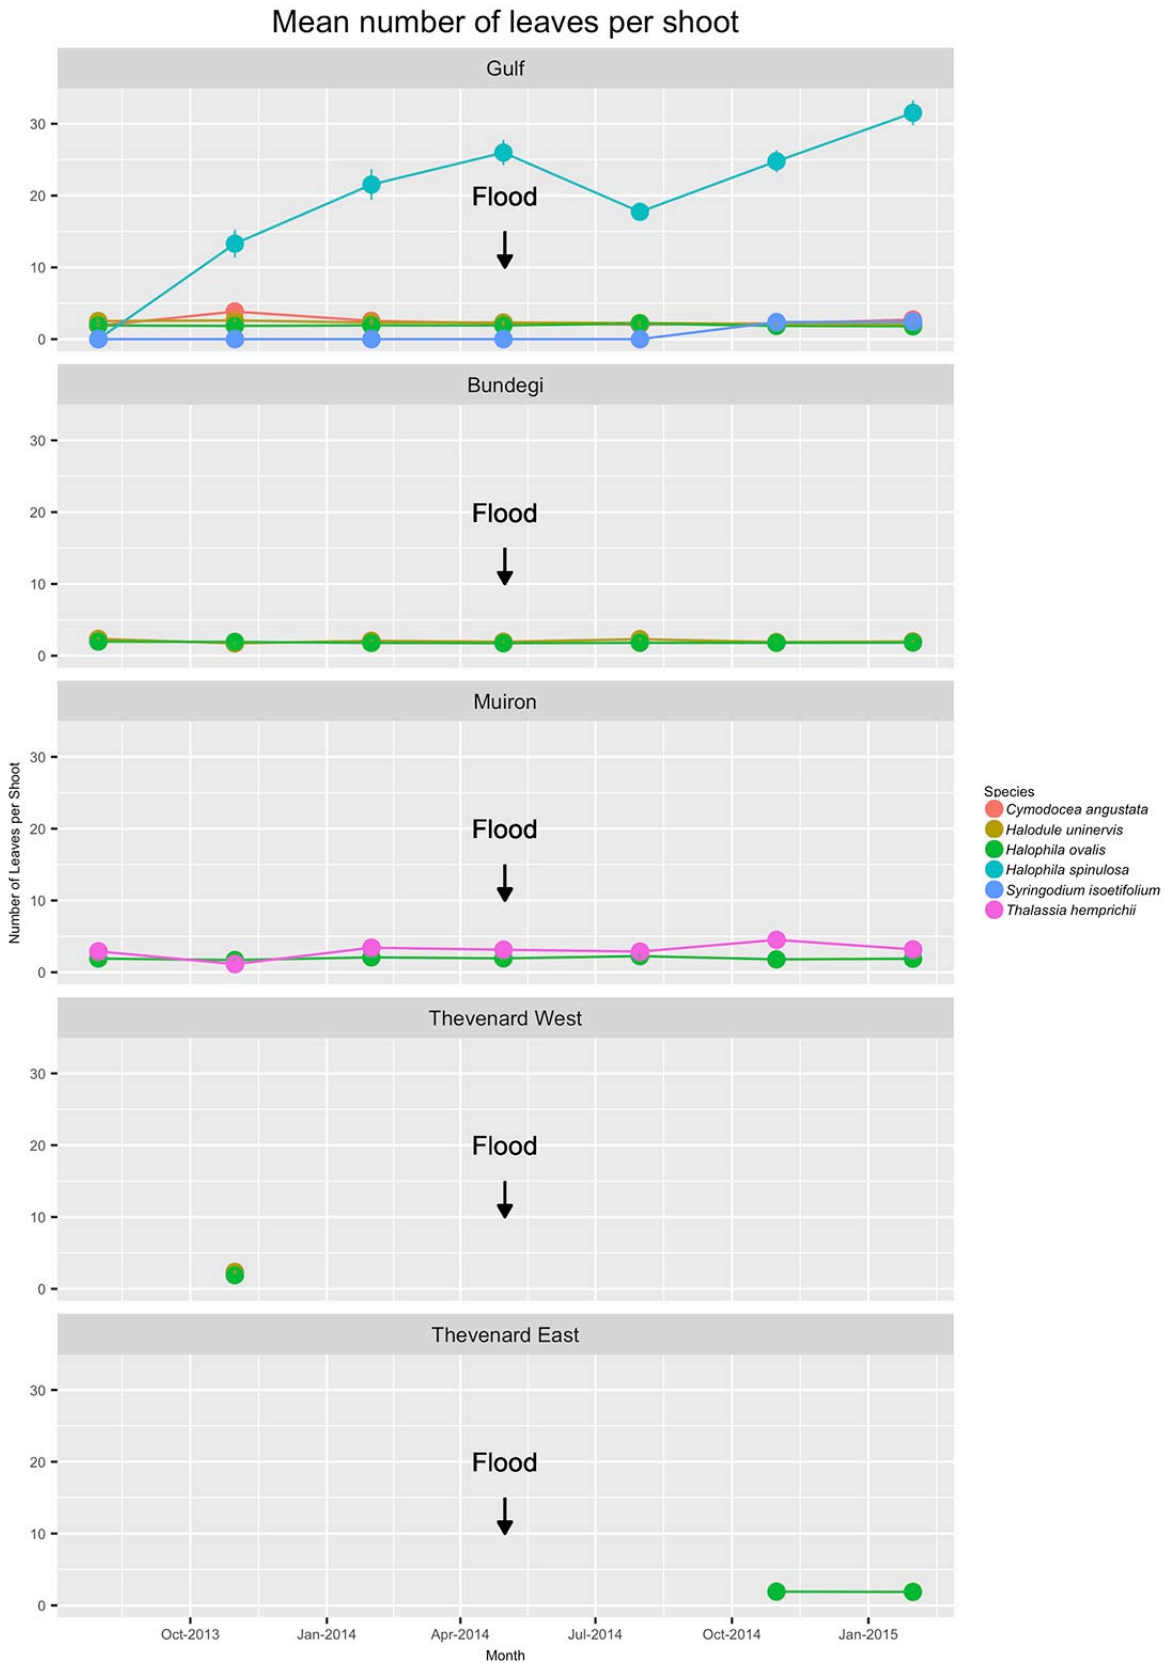 Mean number of leaves per shoot
Gulf
30
20
10
0
Flood
Bundegi
30
20
10
0
Flood
Muiron
30
20
10
0
Flood
Thevenard West
30
20
10
0
Flood
Thevenard East
30
20
10
0
Flood
Number of Leaves per Shoot
Oct-2013 Jan-2014 Apr-2014 Jul-2014 Oct-2014 Jan-2015
Month
Species
Cymodocea angustata
Halodule uninervis
Halophila ovalis
Halophila spinulosa
Syringodium isoetifolium
Thalassia hemprichii